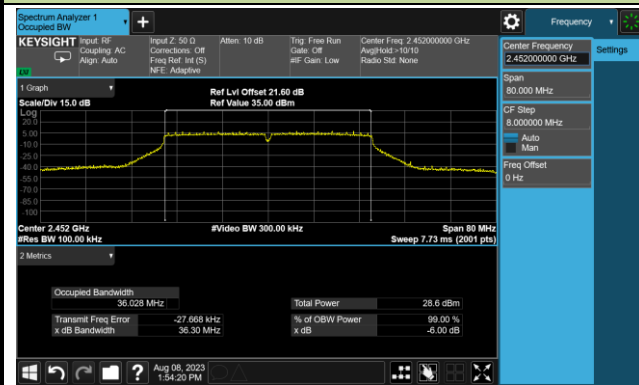 Spectrum Analyzer 1
Occupied BW
+
Frequency
KEYSIGHT
Input: RF
Coupling: AC
Align: Auto
Input Z: 50 Ω
Corrections: Off
Freq Ref: Int (S)
NFE: Adaptive
Atten: 10 dB
Trig: Free Run
Gate: Off
#IF Gain: Low
Center Freq: 2.452000000 GHz
Avg|Hold:>10/10
Radio Std: None
Center Frequency
2.452000000 GHz
Settings
Span
80.000 MHz
CF Step
8.000000 MHz
Auto
Man
Freq Offset
0 Hz
1 Graph
Scale/Div 15.0 dB
Ref Lvl Offset 21.60 dB
Ref Value 35.00 dBm
Log
20.0
5.00
-10.0
-25.0
-40.0
-55.0
-70.0
-85.0
-100
Center 2.452 GHz
#Res BW 100.00 kHz
#Video BW 300.00 kHz
Span 80 MHz
Sweep 7.73 ms (2001 pts)
2 Metrics
Occupied Bandwidth
36.028 MHz
Total Power 28.6 dBm
Transmit Freq Error -27.668 kHz
% of OBW Power 99.00 %
x dB Bandwidth 36.30 MHz
x dB -6.00 dB
?
Aug 08, 2023
1:54:20 PM